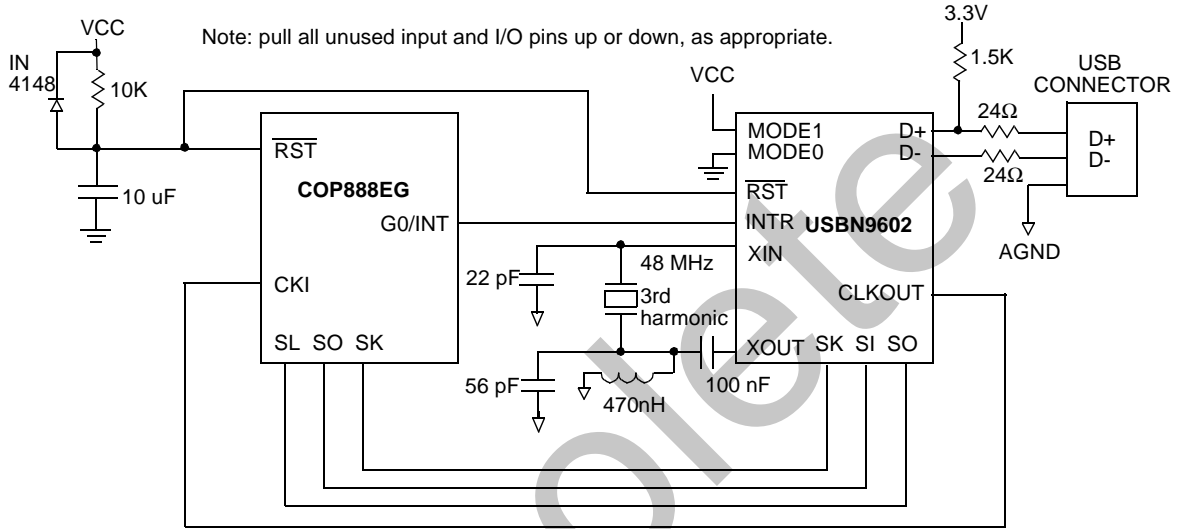 VCC
Note: pull all unused input and I/O pins up or down, as appropriate.
3.3V
IN
4148
10K
VCC
1.5K
USB
CONNECTOR
24Ω
RST
MODE1
MODE0
D+
D-
D+
D-
24Ω
10 uF
COP888EG
G0/INT
RST
INTR
USBN9602
XIN
AGND
CKI
22 pF
48 MHz
3rd
harmonic
CLKOUT
SL SO SK
XOUT SK SI SO
56 pF
470nH
100 nF
olete